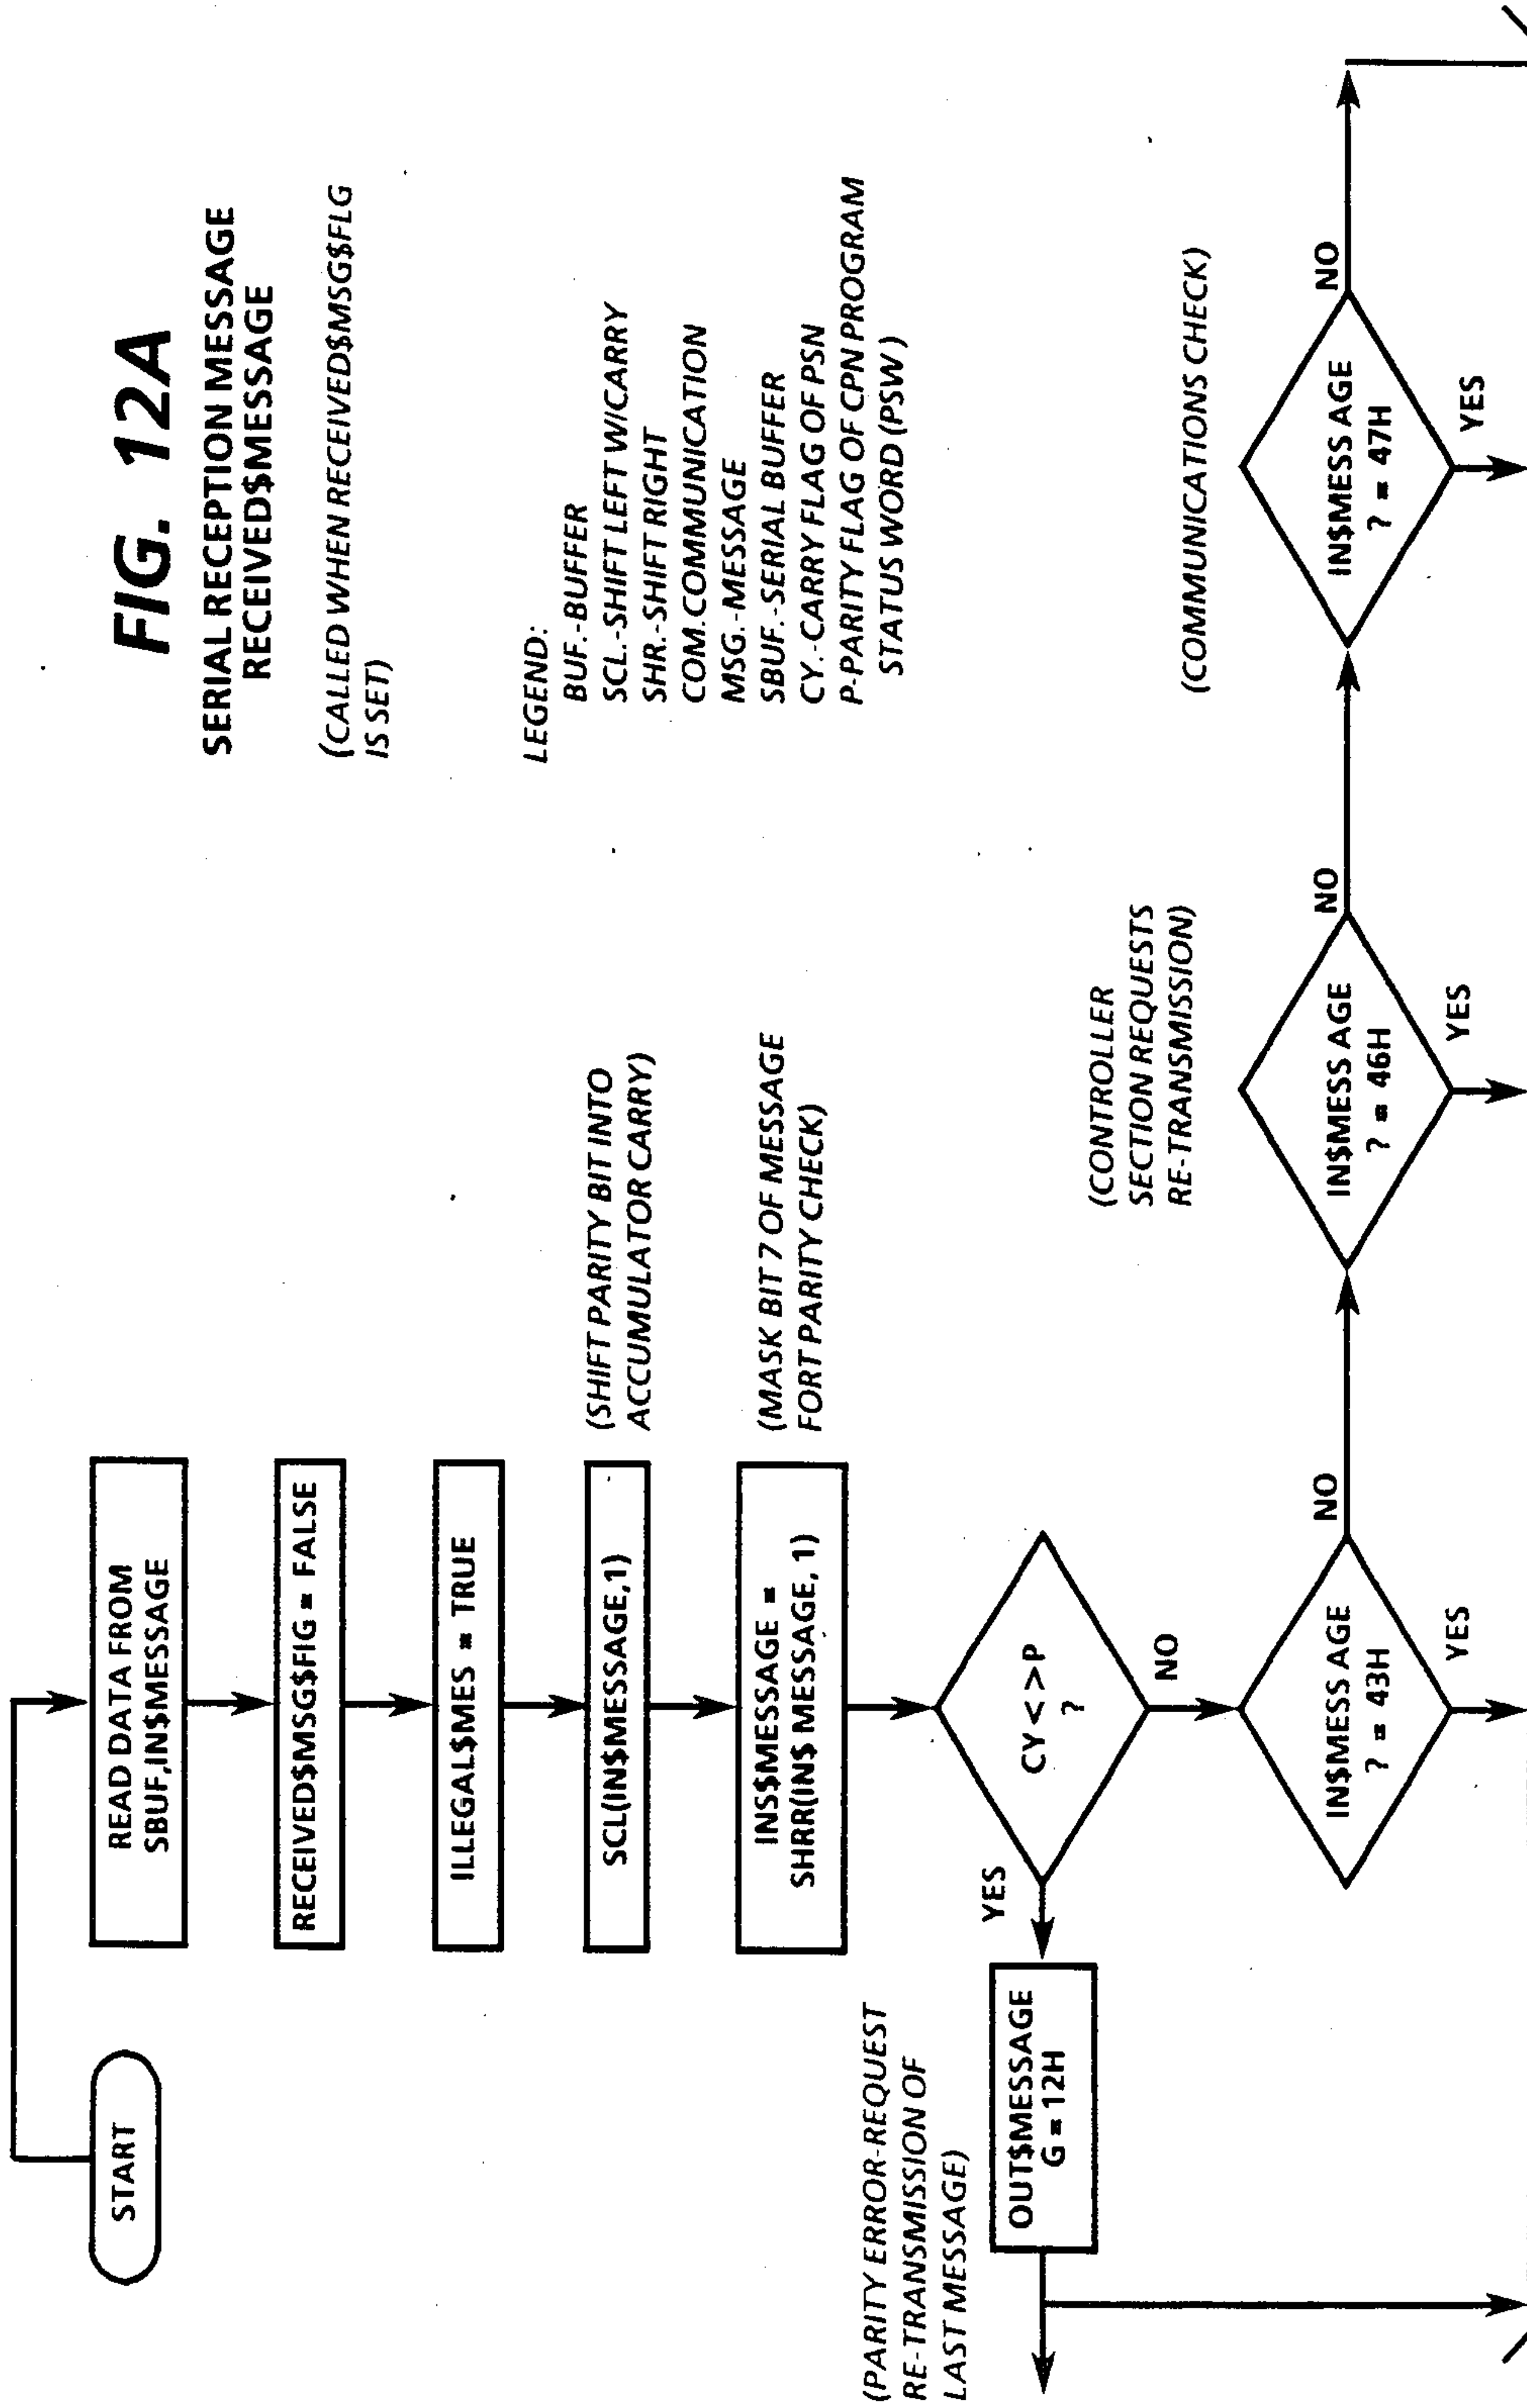 FIG. 12A
SERIAL RECEPTION MESSAGE
RECEIVED$MESSAGE
(CALLED WHEN RECEIVED$MSG$FLG
IS SET)
LEGEND:
BUF.-BUFFER
SCL.-SHIFT LEFT W/CARRY
SHR.-SHIFT RIGHT
COM.COMMUNICATION
MSG.-MESSAGE
SBUF.-SERIAL BUFFER
CY.-CARRY FLAG OF PSN
P-PARITY FLAG OF CPN PROGRAM
STATUS WORD (PSW )
START
READ DATA FROM
SBUF,IN$MESSAGE
RECEIVED$MSG$FIG = FALSE
ILLEGAL$MES = TRUE
SCL(IN$MESSAGE,1)
(SHIFT PARITY BIT INTO
ACCUMULATOR CARRY)
INS$MESSAGE =
SHRR(IN$ MESSAGE, 1)
(MASK BIT 7 OF MESSAGE
FORT PARITY CHECK)
CY < > P
?
YES
NO
(PARITY ERROR-REQUEST
RE-TRANSMISSION OF
LAST MESSAGE)
OUT$MESSAGE
G = 12H
IN$MESS AGE
? = 43H
NO
YES
(CONTROLLER
SECTION REQUESTS
RE-TRANSMISSION)
IN$MESS AGE
? = 46H
NO
YES
(COMMUNICATIONS CHECK)
IN$MESS AGE
? = 47H
NO
YES